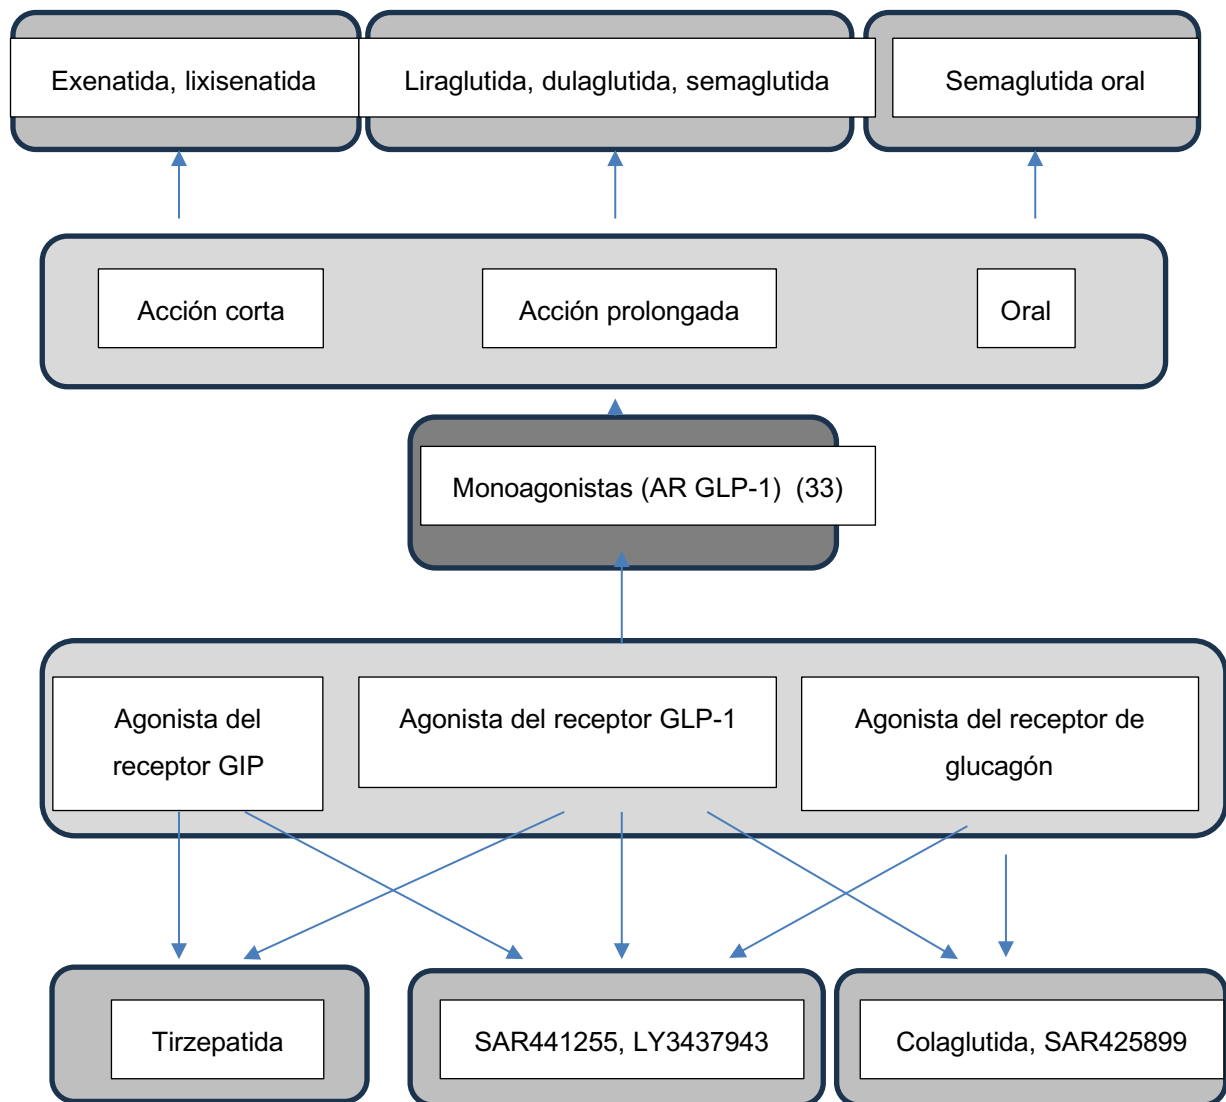 Exenatida, lixisenatida
Liraglutida, dulaglutida, semaglutida
Semaglutida oral
Acción corta
Acción prolongada
Oral
Monoagonistas (AR GLP-1) (33)
Agonista del
receptor GIP
Agonista del receptor GLP-1
Agonista del receptor de
glucagón
Tirzepatida
SAR441255, LY3437943
Colaglutida, SAR425899